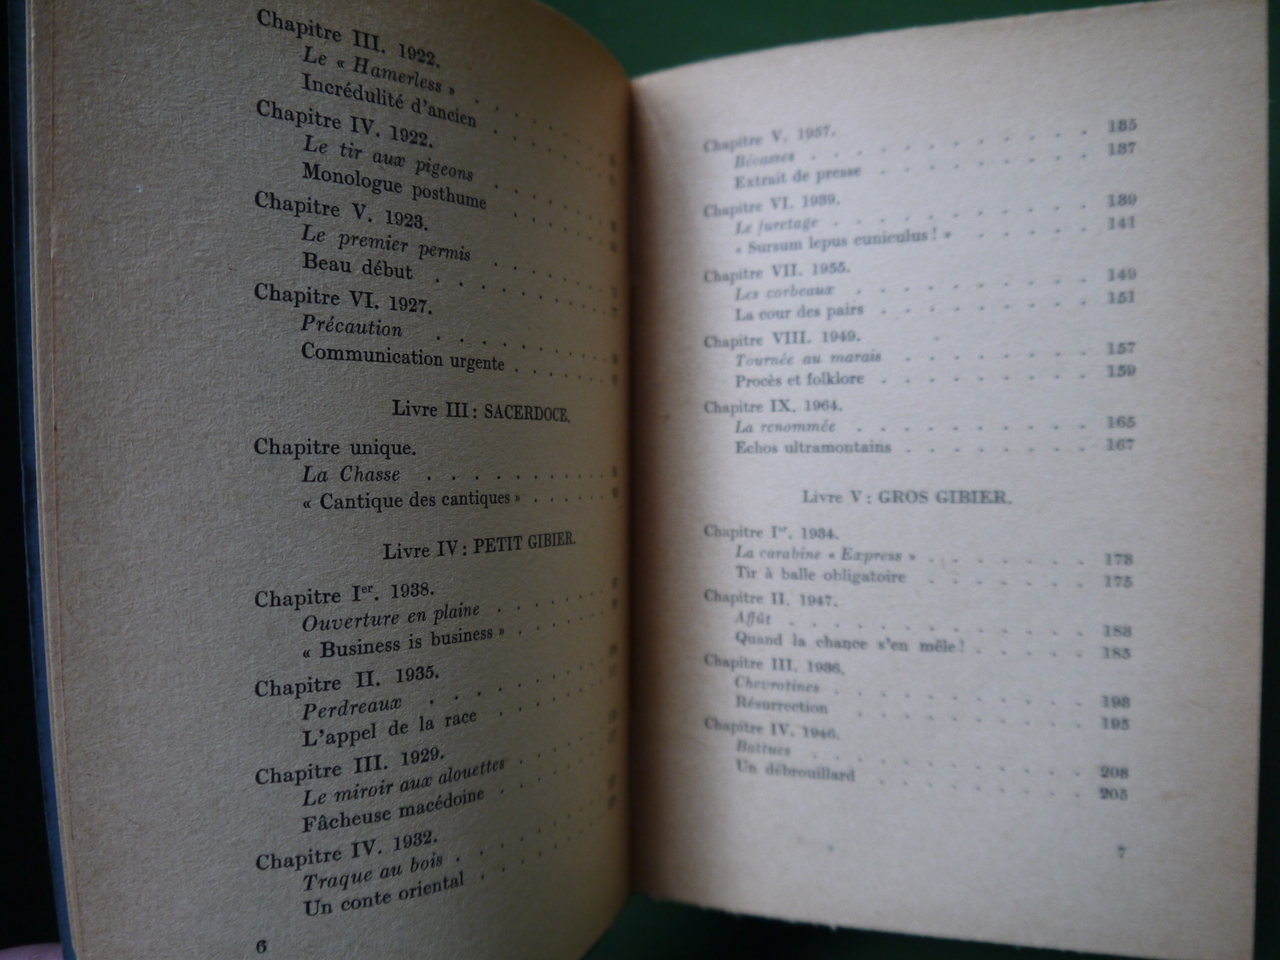 Chapitre III. 1922.
Le « Hamerless » . .
Incrédulité d'ancien . . . . .
Chapitre IV. 1922.
Le tir aux pigeons . . . . .
Monologue posthume . . . .
Chapitre V. 1923.
Le premier permis . . . . .
Beau début . . . . . . . .
Chapitre VI. 1927.
Précaution . . . . . . . .
Communication urgente . . . . .
Livre III : SACERDOCE.
Chapitre unique.
La Chasse . . . . . . . .
« Cantique des cantiques » . . . . .
Livre IV : PETIT GIBIER.
Chapitre Ier. 1938.
Ouverture en plaine . . . . .
« Business is business » . . . . .
Chapitre II. 1935.
Perdreaux . . . . . . .
L'appel de la race . . . . .
Chapitre III. 1929.
Le miroir aux alouettes . . . .
Fâcheuse macédoine . . . . .
Chapitre IV. 1932.
Traque au bois . . . . .
Un conte oriental . . . . .
6
Chapitre V. 1957.
Bécasses . . . . . . . . . . . 185
Extrait de presse . . . . . . . . 187
Chapitre VI. 1939.
Le furetage . . . . . . . . . . 139
« Sursum lepus cuniculus ! » . . . . . 141
Chapitre VII. 1955.
Les corbeaux . . . . . . . . . 149
La cour des pairs . . . . . . . . 151
Chapitre VIII. 1949.
Tournée au marais . . . . . . . 157
Procès et folklore . . . . . . . . 159
Chapitre IX. 1964.
La renommée . . . . . . . . . 165
Echos ultramontains . . . . . . . 167
Livre V : GROS GIBIER.
Chapitre Ier. 1934.
La carabine « Express » . . . . . . 173
Tir à balle obligatoire . . . . . . 175
Chapitre II. 1947.
Affût . . . . . . . . . . . . 183
Quand la chance s'en mêle ! . . . . . 185
Chapitre III. 1936.
Chevrotines . . . . . . . . . . 193
Résurrection . . . . . . . . . 195
Chapitre IV. 1946.
Battues . . . . . . . . . . . 203
Un débrouillard . . . . . . . . 205
7